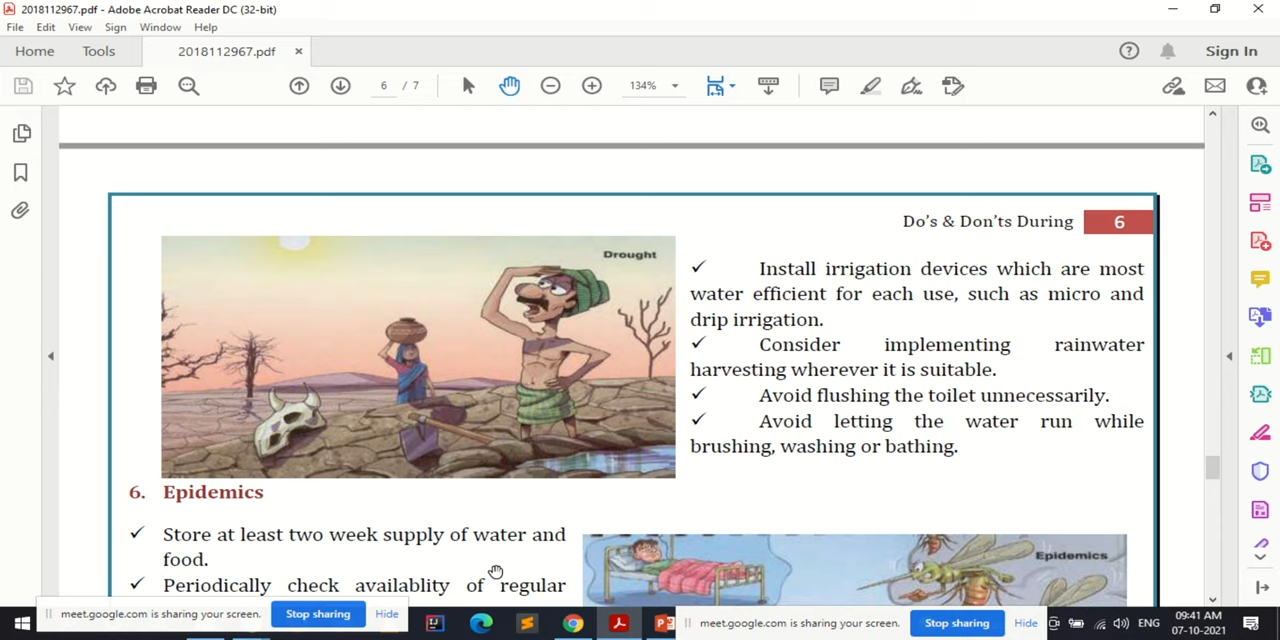 2018112967.pdf - Adobe Acrobat Reader DC (32-bit)
File Edit View Sign Window Help
Home Tools 2018112967.pdf × Sign In
6 / 7 134%
Do's & Don'ts During 6
Drought
✓ Install irrigation devices which are most
water efficient for each use, such as micro and
drip irrigation.
✓ Consider implementing rainwater
harvesting wherever it is suitable.
✓ Avoid flushing the toilet unnecessarily.
✓ Avoid letting the water run while
brushing, washing or bathing.
6. Epidemics
✓ Store at least two week supply of water and
food.
✓ Periodically check availablity of regular
Epidemics
meet.google.com is sharing your screen. Stop sharing Hide
meet.google.com is sharing your screen. Stop sharing Hide
ENG
09:41 AM
07-10-2021